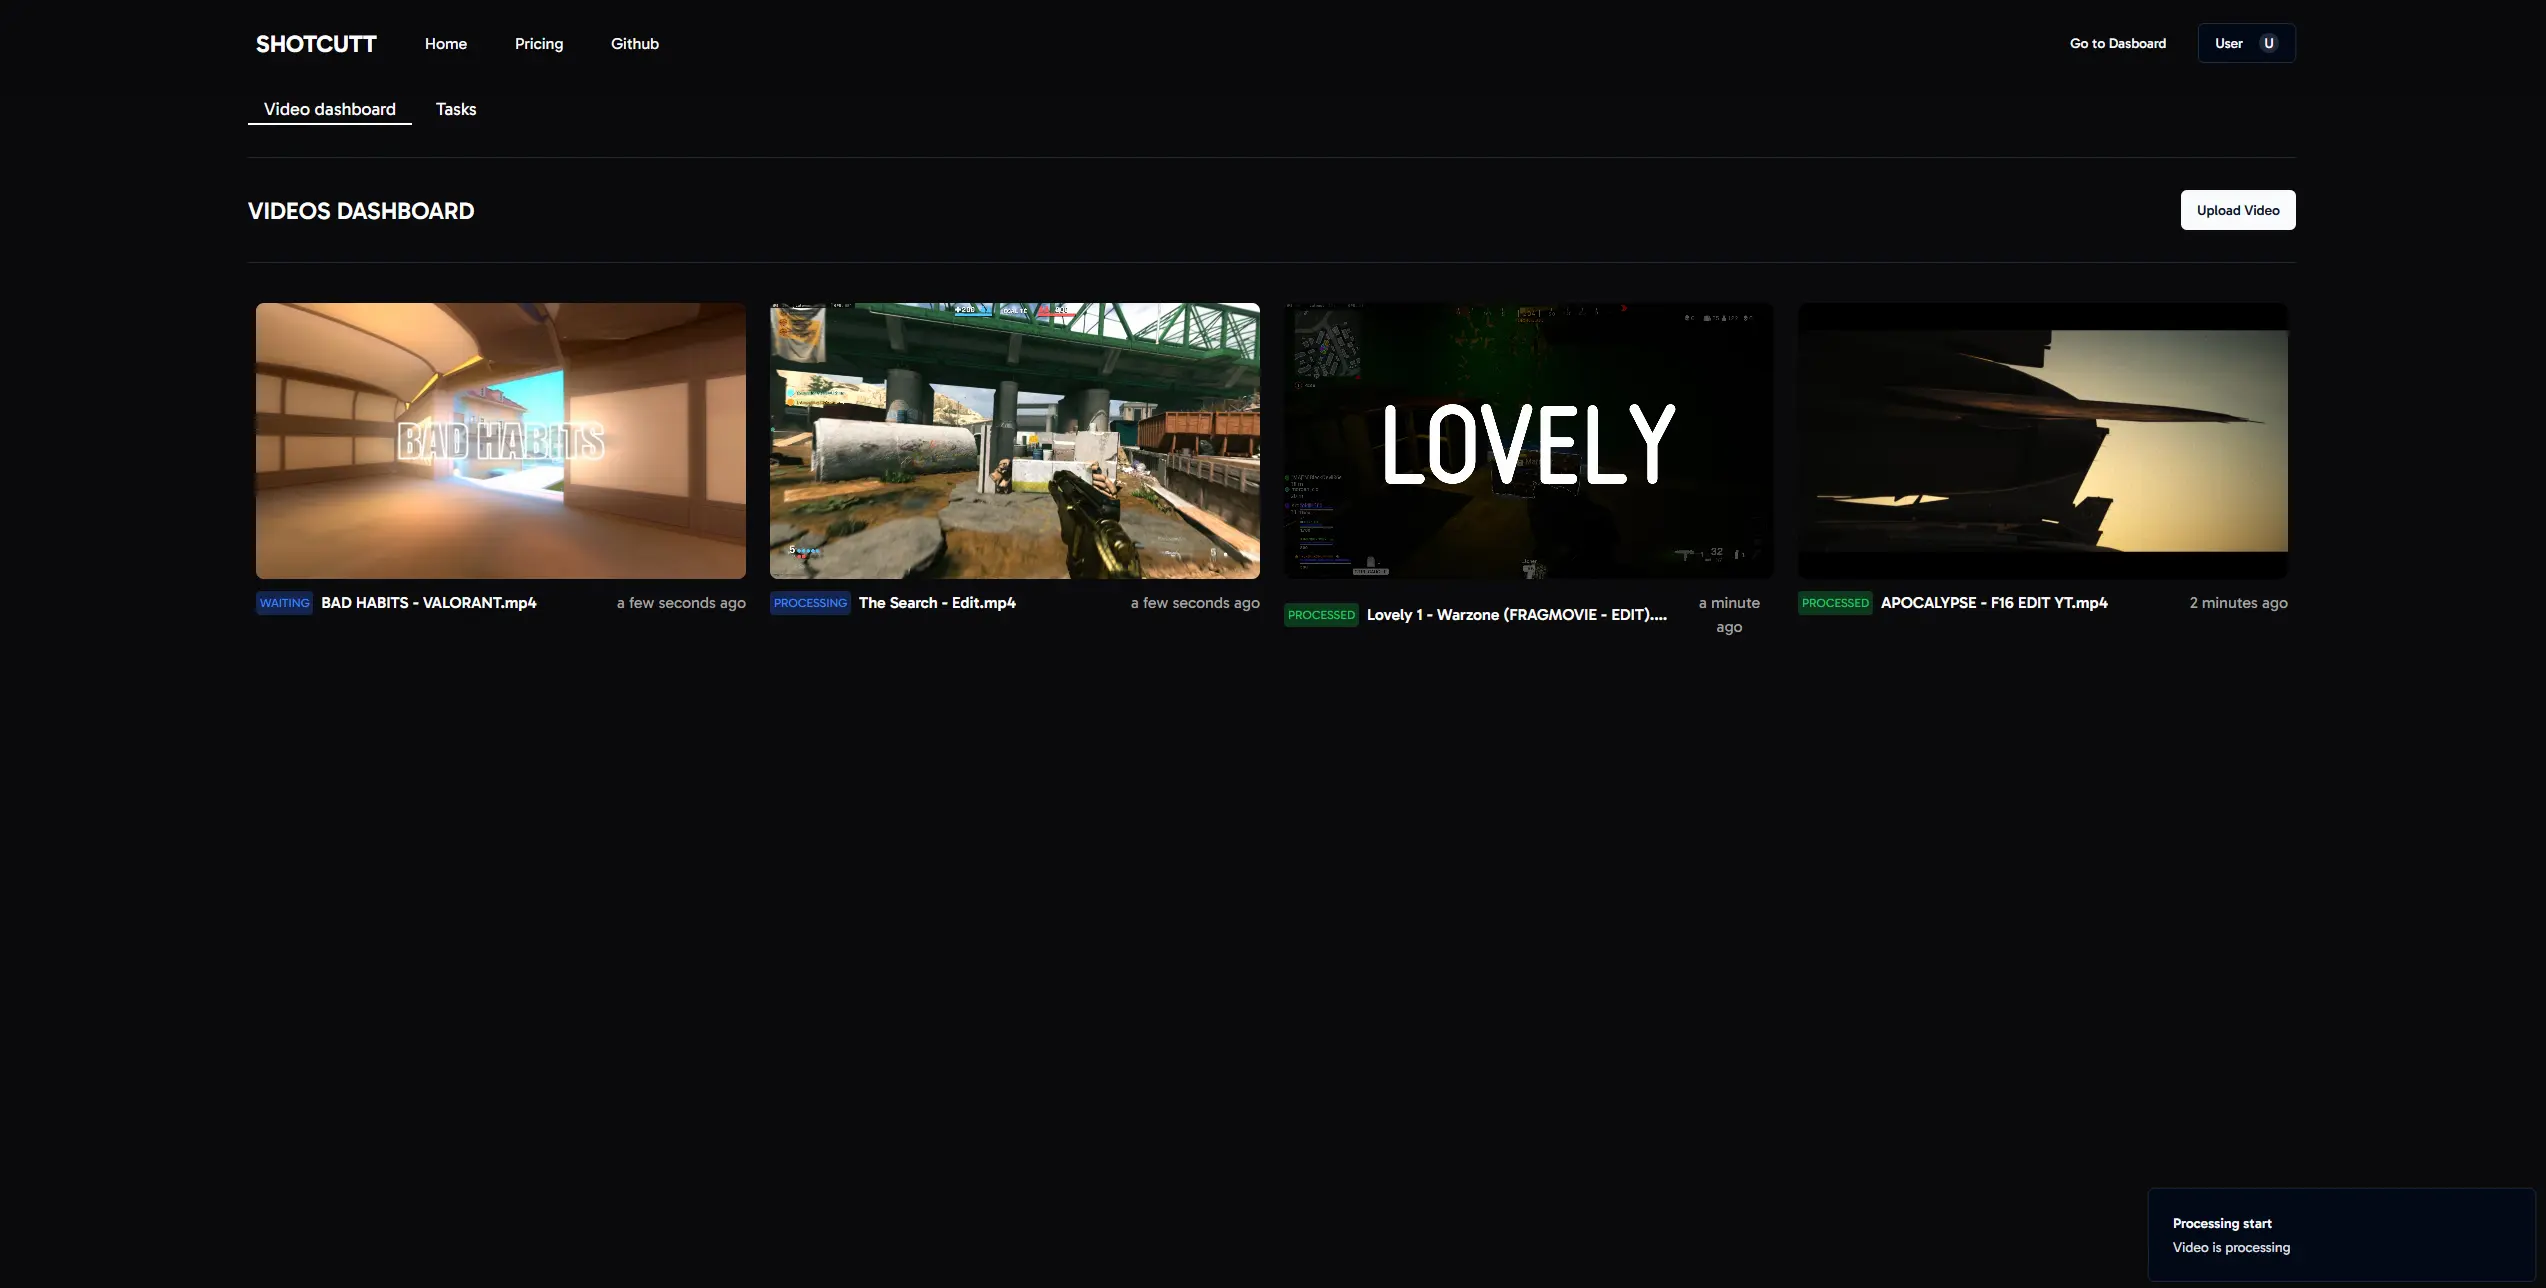 SHOTCUTT Home Pricing Github Go to Dasboard User U
Video dashboard Tasks
VIDEOS DASHBOARD Upload Video
BAD HABITS
LOVELY
WAITING BAD HABITS - VALORANT.mp4 a few seconds ago
PROCESSING The Search - Edit.mp4 a few seconds ago
PROCESSED Lovely 1 - Warzone (FRAGMOVIE - EDIT).... a minute
ago
PROCESSED APOCALYPSE - F16 EDIT YT.mp4 2 minutes ago
Processing start
Video is processing